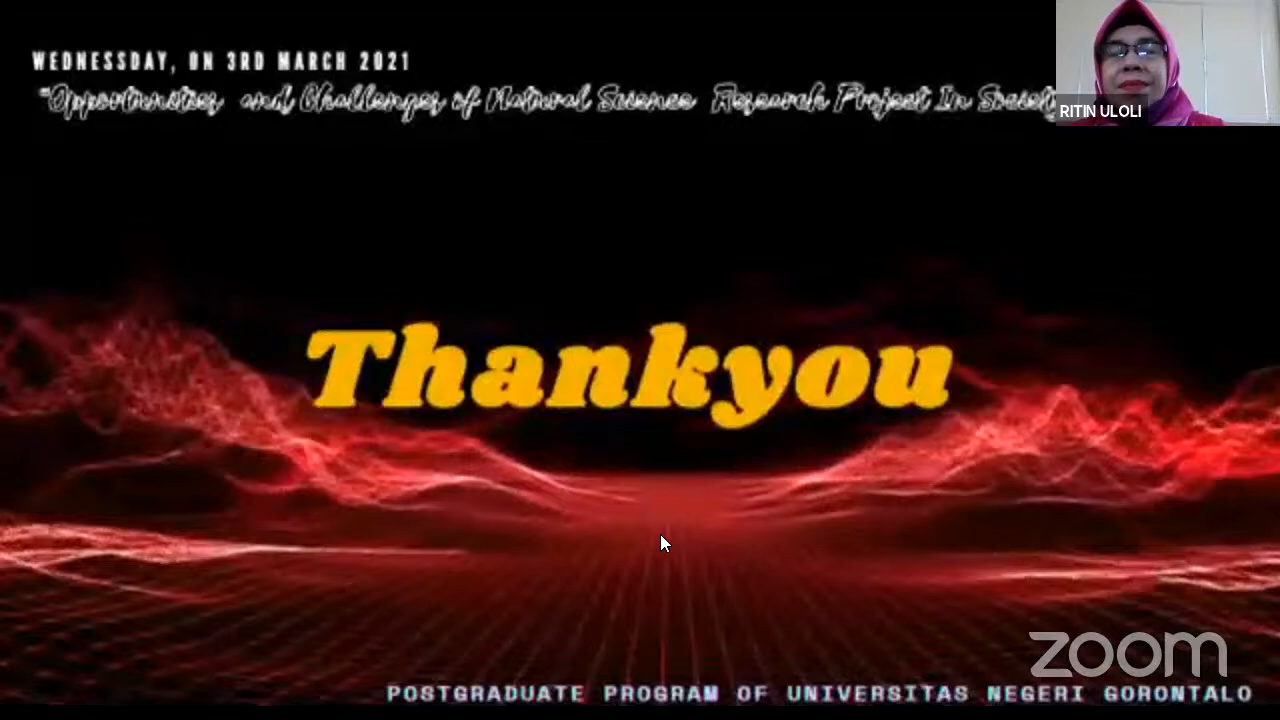 WEDNESSDAY, ON 3RD MARCH 2021
"Opportunities and Challenges of Natural Science Research Project In Society
RITIN ULOLI
Thankyou
zoom
POSTGRADUATE PROGRAM OF UNIVERSITAS NEGERI GORONTALO